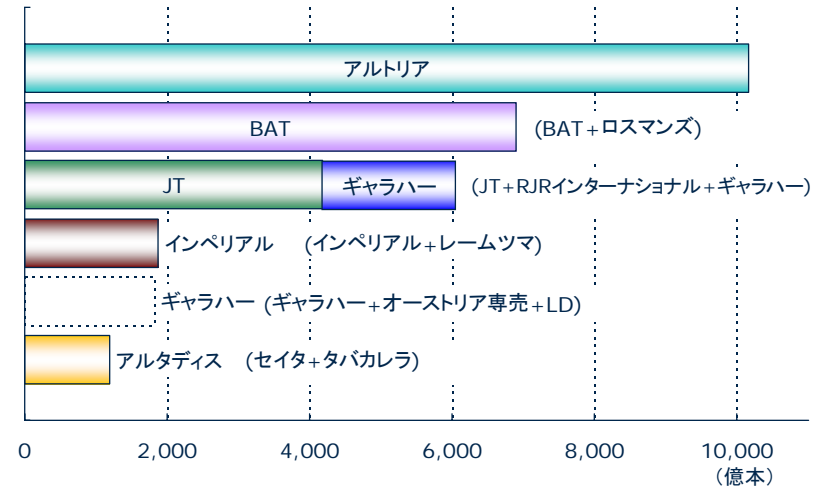 アルトリア
BAT (BAT+ロスマンズ)
JT ギャラハー (JT+RJRインターナショナル+ギャラハー)
インペリアル (インペリアル+レームツマ)
ギャラハー (ギャラハー+オーストリア専売+LD)
アルタディス (セイタ+タバカレラ)
0 2,000 4,000 6,000 8,000 10,000
(億本)